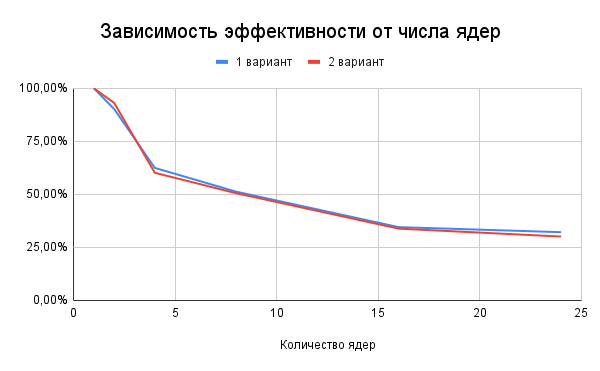 Зависимость эффективности от числа ядер
1 вариант 2 вариант
100,00%
75,00%
50,00%
25,00%
0,00%
0 5 10 15 20 25
Количество ядер